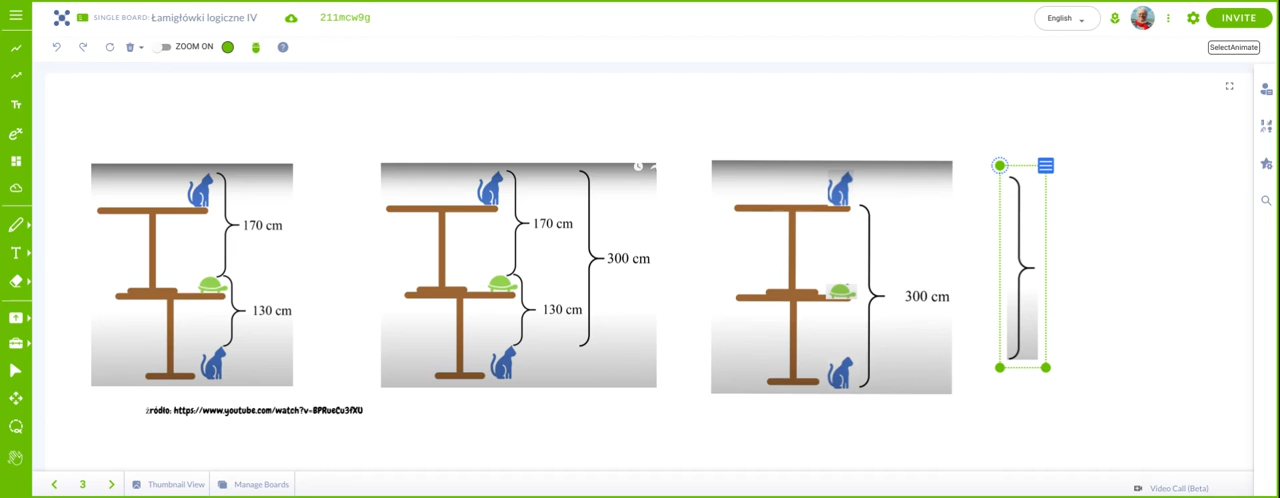 SINGLE BOARD: Łamigłówki logiczne IV
211mcw9g
English
INVITE
ZOOM ON
SelectAnimate
170 cm
130 cm
170 cm
130 cm
300 cm
300 cm
źródło: https://www.youtube.com/watch?v=BPRueCu3fXU
3
Thumbnail View
Manage Boards
Video Call (Beta)